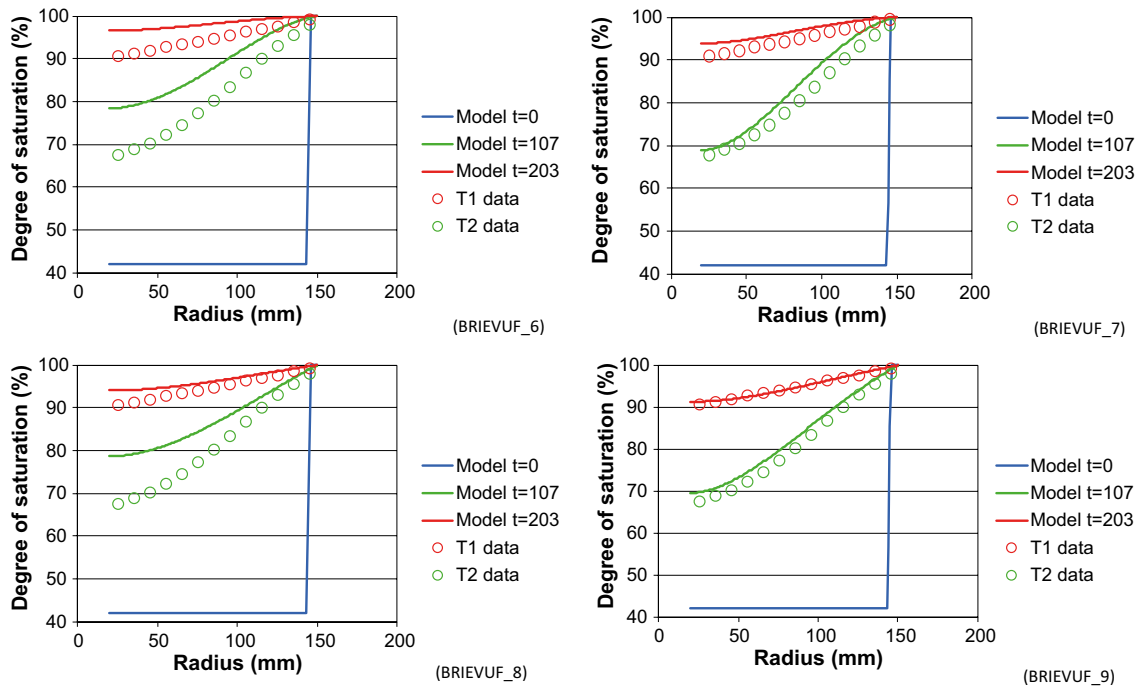 Degree of saturation (%)
100
90
80
70
60
50
40
0
50
100
150
200
Radius (mm)
Model t=0
Model t=107
Model t=203
T1 data
T2 data
(BRIEVUF_6)
Degree of saturation (%)
100
90
80
70
60
50
40
0
50
100
150
200
Radius (mm)
Model t=0
Model t=107
Model t=203
T1 data
T2 data
(BRIEVUF_7)
Degree of saturation (%)
100
90
80
70
60
50
40
0
50
100
150
200
Radius (mm)
Model t=0
Model t=107
Model t=203
T1 data
T2 data
(BRIEVUF_8)
Degree of saturation (%)
100
90
80
70
60
50
40
0
50
100
150
200
Radius (mm)
Model t=0
Model t=107
Model t=203
T1 data
T2 data
(BRIEVUF_9)